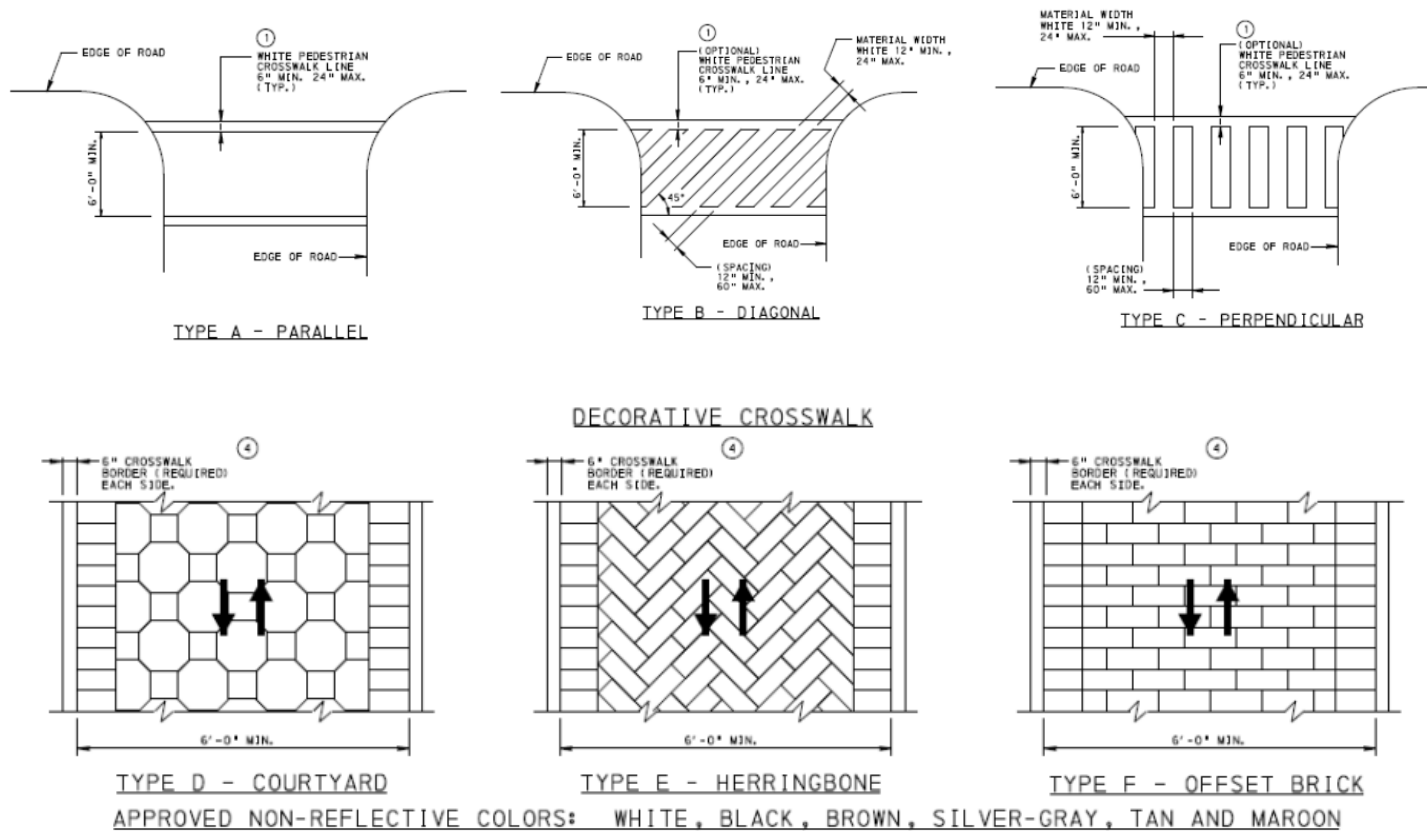 EDGE OF ROAD
①
WHITE PEDESTRIAN
CROSSWALK LINE
6" MIN. 24" MAX.
(TYP.)
6'-0" MIN.
EDGE OF ROAD
TYPE A - PARALLEL
EDGE OF ROAD
①
(OPTIONAL)
WHITE PEDESTRIAN
CROSSWALK LINE
6" MIN., 24" MAX.
(TYP.)
MATERIAL WIDTH
WHITE 12" MIN.,
24" MAX.
6'-0" MIN.
45°
EDGE OF ROAD
(SPACING)
12" MIN.,
60" MAX.
TYPE B - DIAGONAL
MATERIAL WIDTH
WHITE 12" MIN.,
24" MAX.
①
(OPTIONAL)
WHITE PEDESTRIAN
CROSSWALK LINE
6" MIN., 24" MAX.
(TYP.)
EDGE OF ROAD
6'-0" MIN.
EDGE OF ROAD
(SPACING)
12" MIN.,
60" MAX.
TYPE C - PERPENDICULAR
DECORATIVE CROSSWALK
④
6" CROSSWALK
BORDER (REQUIRED)
EACH SIDE.
6'-0" MIN.
TYPE D - COURTYARD
④
6" CROSSWALK
BORDER (REQUIRED)
EACH SIDE.
6'-0" MIN.
TYPE E - HERRINGBONE
④
6" CROSSWALK
BORDER (REQUIRED)
EACH SIDE.
6'-0" MIN.
TYPE F - OFFSET BRICK
APPROVED NON-REFLECTIVE COLORS: WHITE, BLACK, BROWN, SILVER-GRAY, TAN AND MAROON